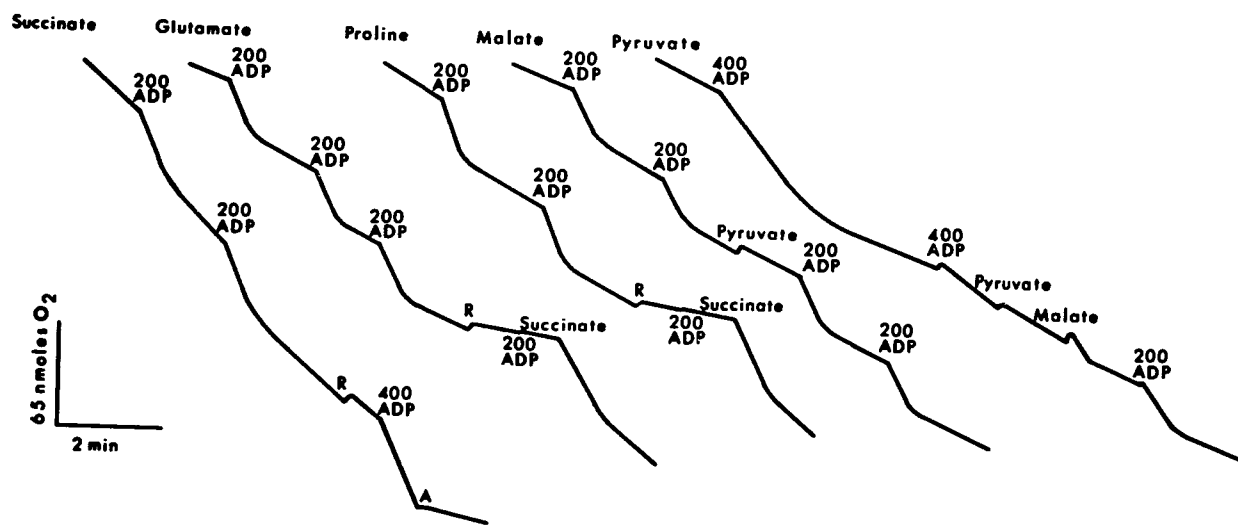 Succinate
200
ADP
200
ADP
R
400
ADP
A
Glutamate
200
ADP
200
ADP
200
ADP
R
Succinate
200
ADP
Proline
200
ADP
200
ADP
R
Succinate
200
ADP
Malate
200
ADP
200
ADP
Pyruvate
200
ADP
200
ADP
Pyruvate
400
ADP
400
ADP
Pyruvate
Malate
200
ADP
65 nmoles O2
2 min